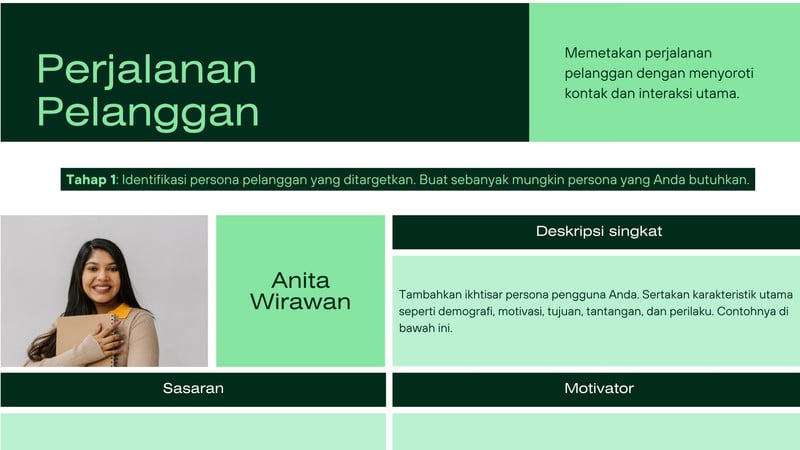 Perjalanan
Pelanggan
Memetakan perjalanan
pelanggan dengan menyoroti
kontak dan interaksi utama.
Tahap 1: Identifikasi persona pelanggan yang ditargetkan. Buat sebanyak mungkin persona yang Anda butuhkan.
Anita
Wirawan
Deskripsi singkat
Tambahkan ikhtisar persona pengguna Anda. Sertakan karakteristik utama
seperti demografi, motivasi, tujuan, tantangan, dan perilaku. Contohnya di
bawah ini.
Sasaran
Motivator